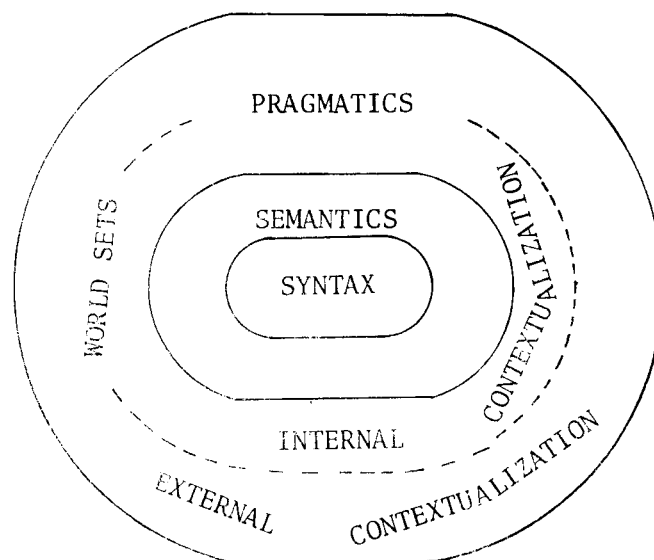 PRAGMATICS
WORLD SETS
CONTEXTUALIZATION
SEMANTICS
SYNTAX
INTERNAL
EXTERNAL
CONTEXTUALIZATION